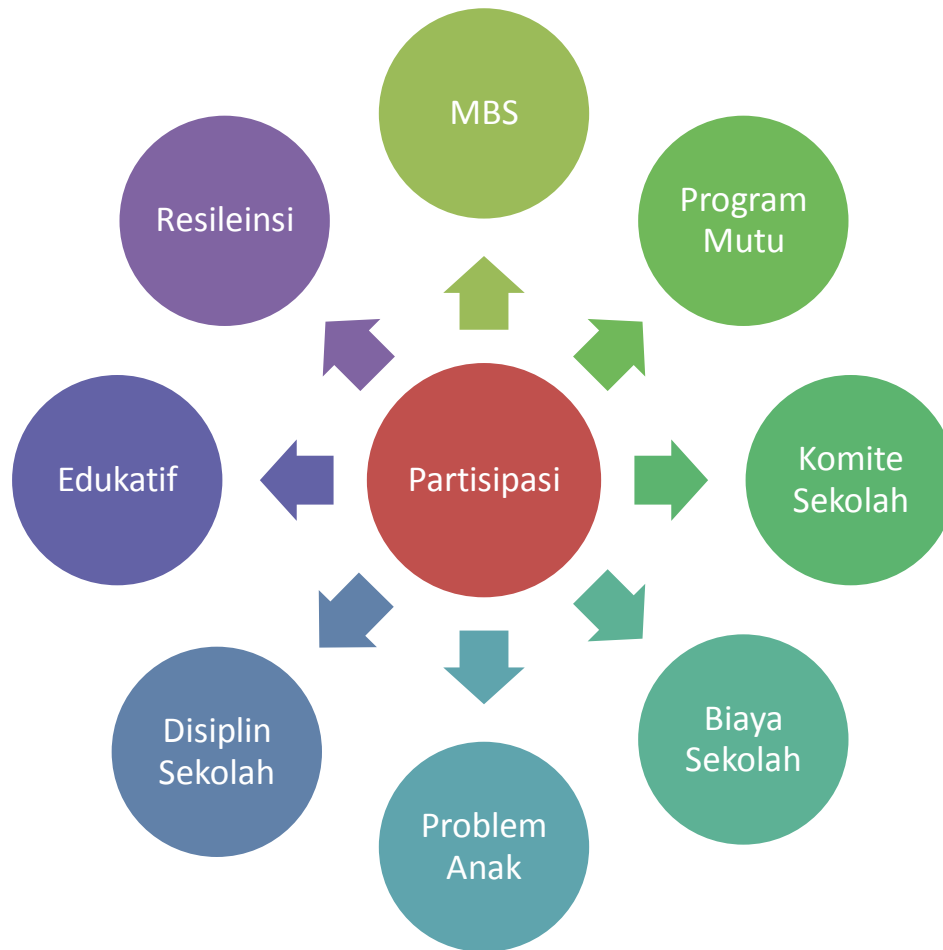 MBS
Program
Mutu
Komite
Sekolah
Biaya
Sekolah
Problem
Anak
Disiplin
Sekolah
Edukatif
Resileinsi
Partisipasi